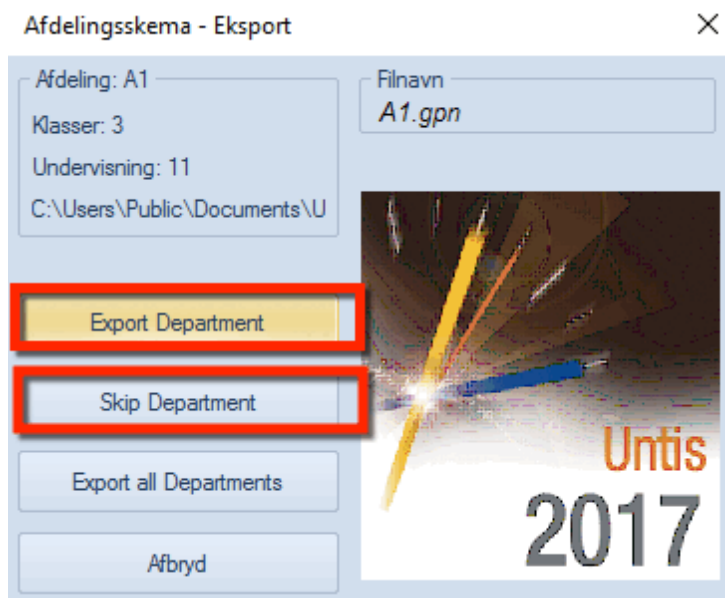 Afdelingsskema - Eksport
Afdeling: A1
Klasser: 3
Undervisning: 11
C:\Users\Public\Documents\U
Filnavn
A1.gpn
Export Department
Skip Department
Export all Departments
Afbryd
Untis
2017